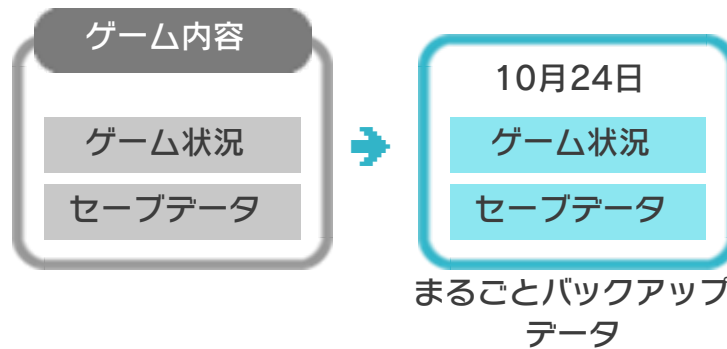 ゲーム内容
ゲーム状況
セーブデータ
10月24日
ゲーム状況
セーブデータ
まるごとバックアップ
データ